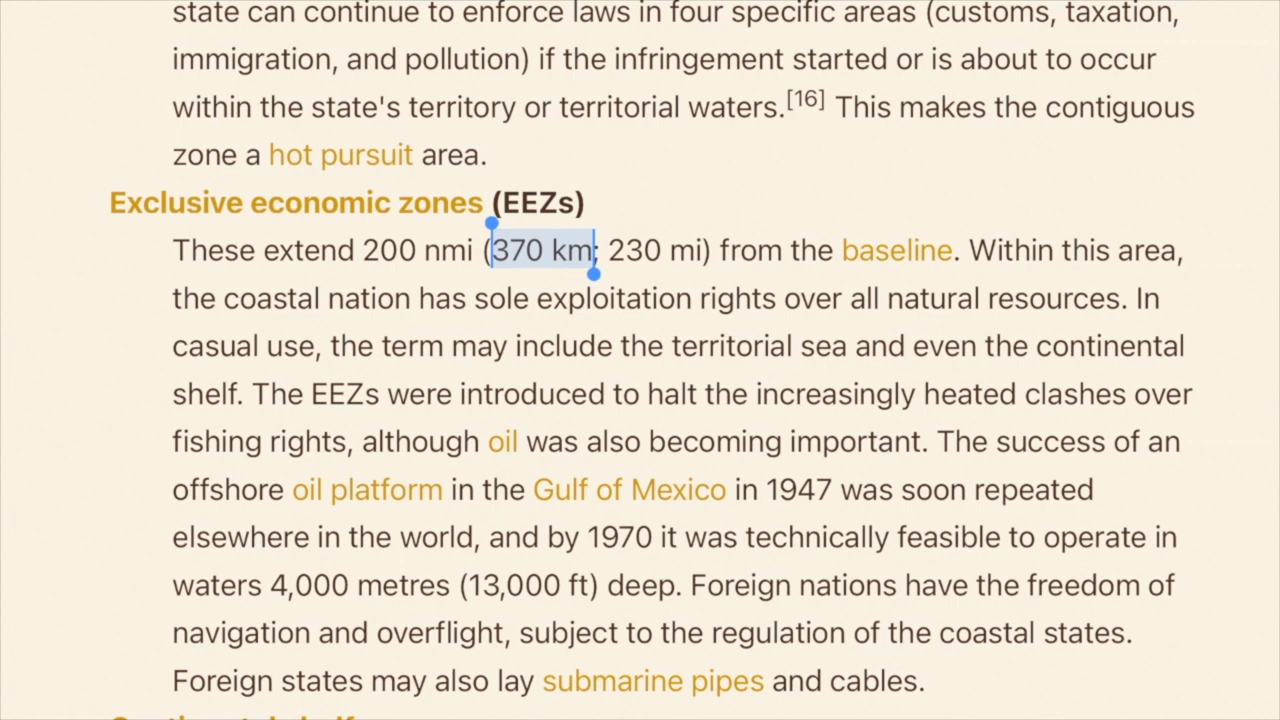 state can continue to enforce laws in four specific areas (customs, taxation,
immigration, and pollution) if the infringement started or is about to occur
within the state's territory or territorial waters.[16] This makes the contiguous
zone a hot pursuit area.
Exclusive economic zones (EEZs)
These extend 200 nmi (370 km; 230 mi) from the baseline. Within this area,
the coastal nation has sole exploitation rights over all natural resources. In
casual use, the term may include the territorial sea and even the continental
shelf. The EEZs were introduced to halt the increasingly heated clashes over
fishing rights, although oil was also becoming important. The success of an
offshore oil platform in the Gulf of Mexico in 1947 was soon repeated
elsewhere in the world, and by 1970 it was technically feasible to operate in
waters 4,000 metres (13,000 ft) deep. Foreign nations have the freedom of
navigation and overflight, subject to the regulation of the coastal states.
Foreign states may also lay submarine pipes and cables.